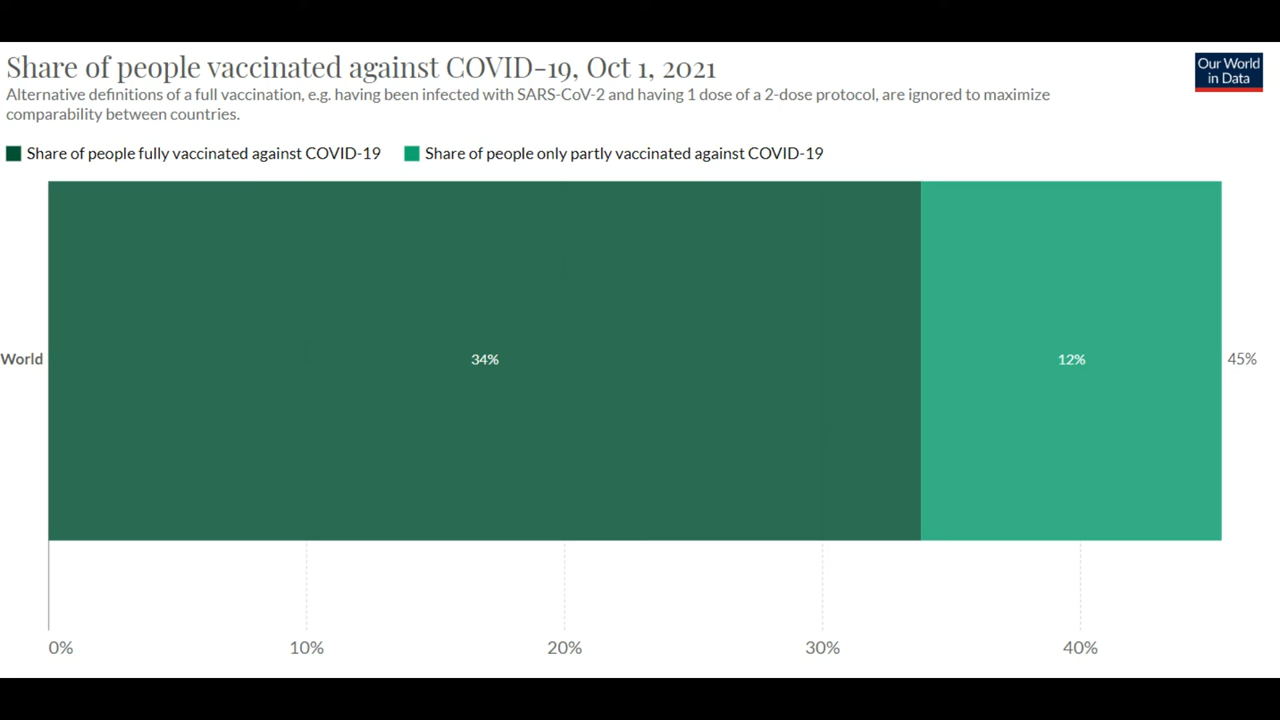 Share of people vaccinated against COVID-19, Oct 1, 2021
Our World
in Data
Alternative definitions of a full vaccination, e.g. having been infected with SARS-CoV-2 and having 1 dose of a 2-dose protocol, are ignored to maximize
comparability between countries.
Share of people fully vaccinated against COVID-19 Share of people only partly vaccinated against COVID-19
World 34% 12% 45%
0% 10% 20% 30% 40%